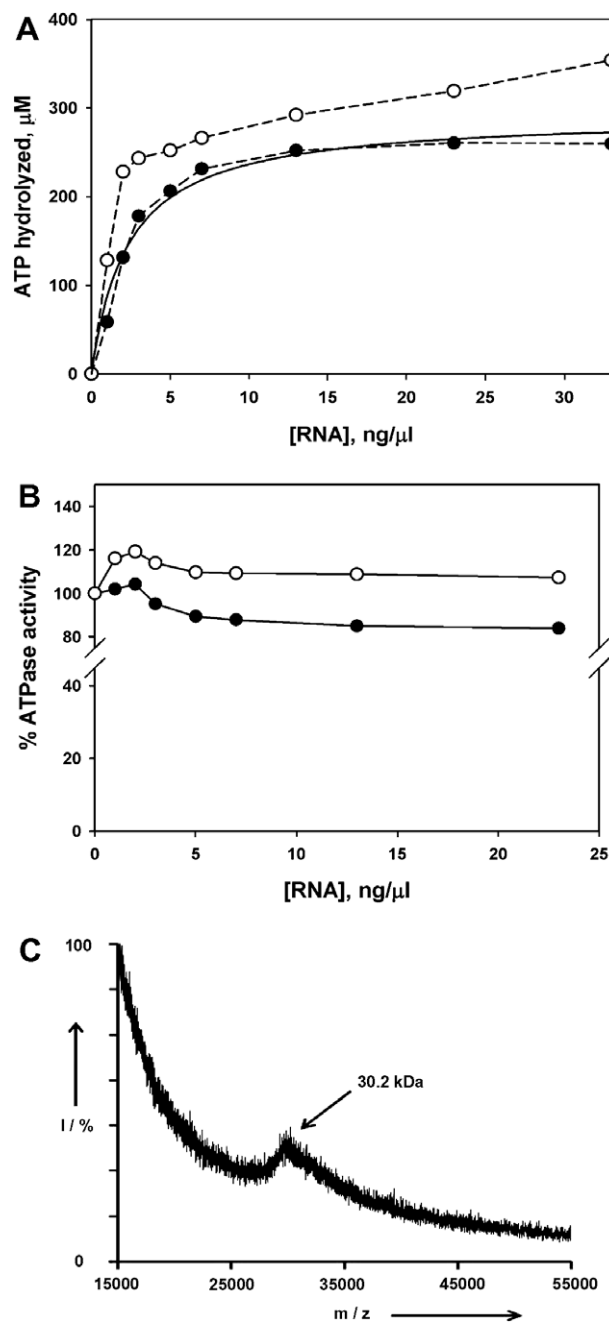 A
400
300
200
100
0
ATP hydrolyzed, μM
0 5 10 15 20 25 30
[RNA], ng/μl
B
140
120
100
80
40
20
0
% ATPase activity
0 5 10 15 20 25
[RNA], ng/μl
C
100
30.2 kDa
I / %
0
15000 25000 35000 45000 55000
m / z